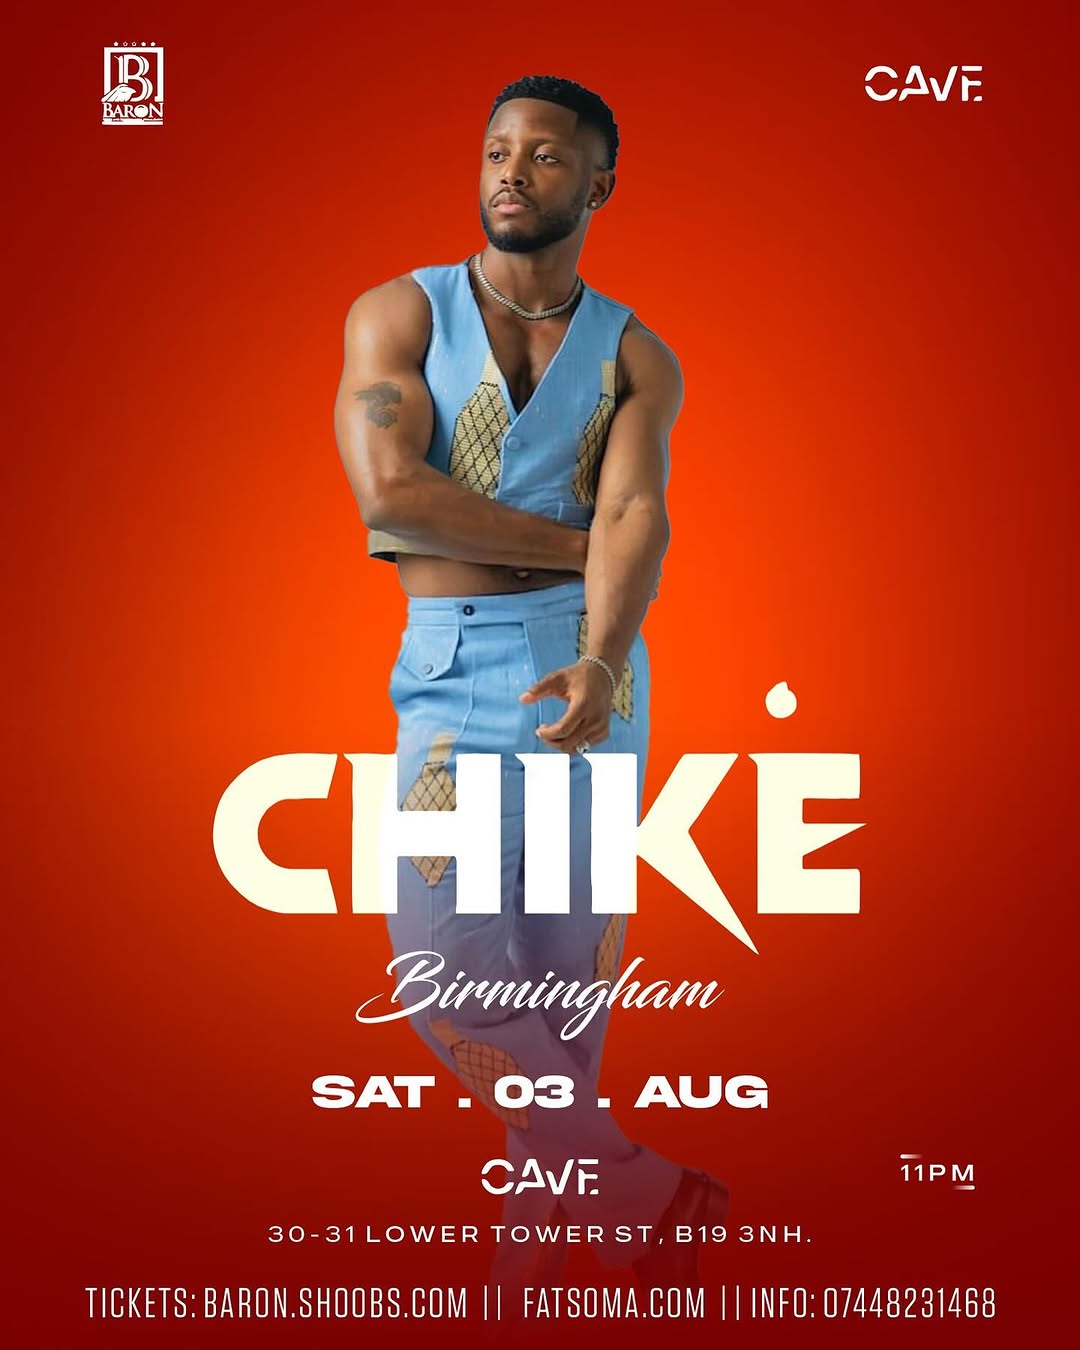 B
BARON
CAVE
CHIKĖ
Birmingham
SAT . 03 . AUG
CAVE
11PM
30-31 LOWER TOWER ST, B19 3NH.
TICKETS: BARON.SHOOBS.COM || FATSOMA.COM || INFO: 07448231468